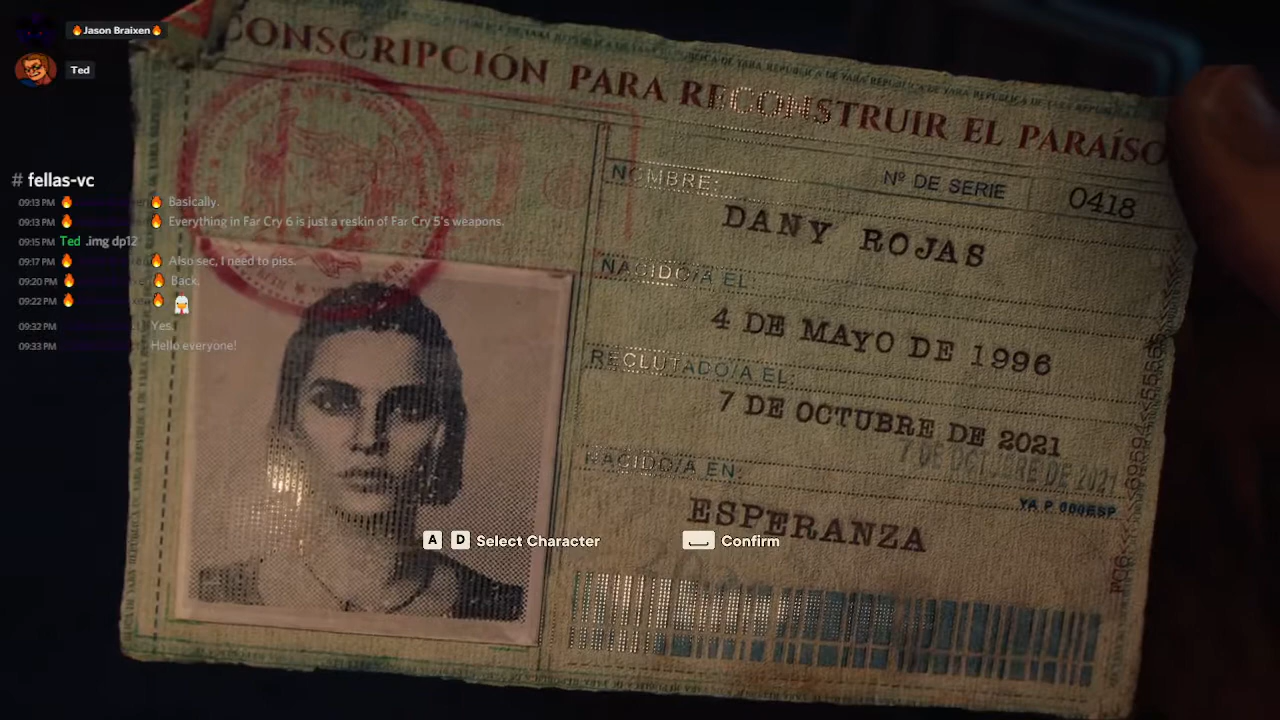 🔥Jason Braixen🔥
Ted
# fellas-vc
09:13 PM 🔥 🔥 Basically.
09:13 PM 🔥 🔥 Everything in Far Cry 6 is just a reskin of Far Cry 5's weapons.
09:15 PM Ted .img dp12
09:17 PM 🔥 🔥 Also sec, I need to piss.
09:20 PM 🔥 🔥 Back.
09:22 PM 🔥 🔥
09:32 PM Yes.
09:33 PM Hello everyone!
CONSCRIPCIÓN PARA RECONSTRUIR EL PARAÍSO
NOMBRE:
Nº DE SERIE
0418
DANY ROJAS
NACIDO/A EL:
4 DE MAYO DE 1996
RECLUTADO/A EL:
7 DE OCTUBRE DE 2021
7 DE OCTUBRE DE 2021
NACIDO/A EN:
YA P 000ESP
ESPERANZA
A D Select Character
Confirm